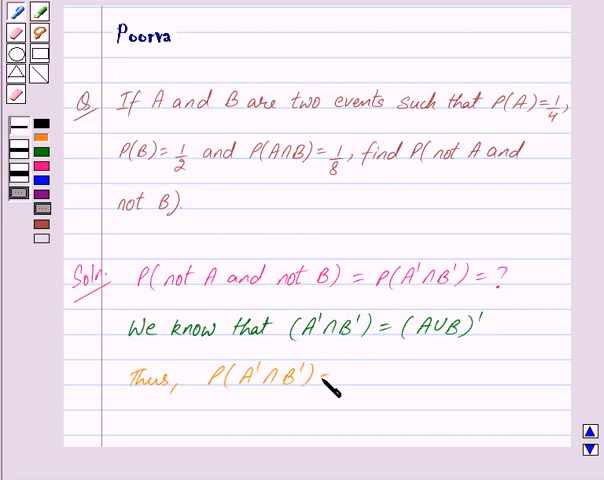 Poorva
Q If A and B are two events such that P(A)=1/4,
P(B)=1/2 and P(A∩B)=1/8, find P(not A and
not B).
Soln: P(not A and not B) = P(A'∩B') = ?
We know that (A'∩B') = (A∪B)'
Thus, P(A'∩B') =